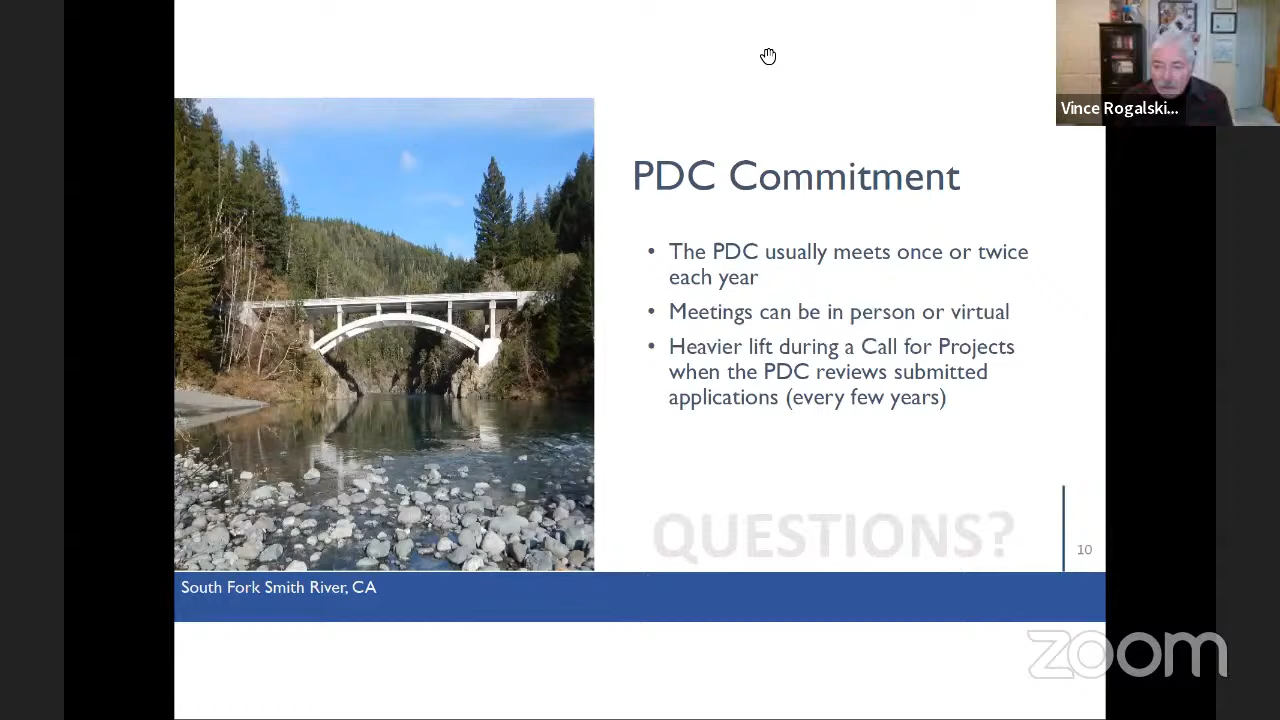 Vince Rogalski...
PDC Commitment
• The PDC usually meets once or twice
each year
• Meetings can be in person or virtual
• Heavier lift during a Call for Projects
when the PDC reviews submitted
applications (every few years)
QUESTIONS?
10
South Fork Smith River, CA
zoom